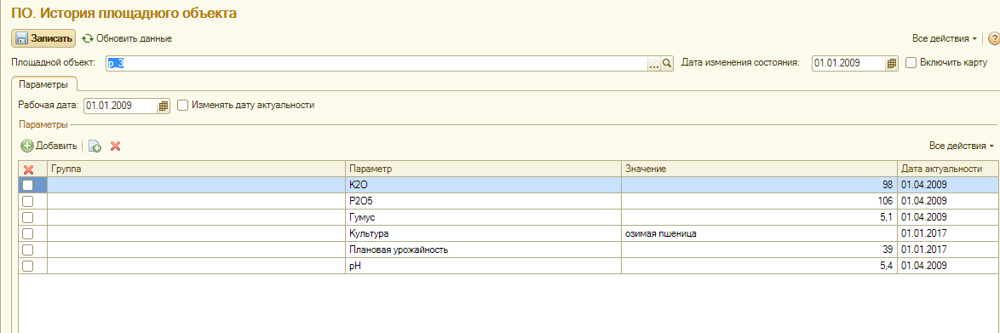 ПО. История площадного объекта
Записать Обновить данные Все действия ?
Площадной объект: р_3 ... Дата изменения состояния: 01.01.2009 Включить карту
Параметры
Рабочая дата: 01.01.2009 Изменять дату актуальности
Параметры
Добавить Все действия
Группа Параметр Значение Дата актуальности
K2O 98 01.04.2009
P2O5 106 01.04.2009
Гумус 5,1 01.04.2009
Культура озимая пшеница 01.01.2017
Плановая урожайность 39 01.01.2017
pH 5,4 01.04.2009